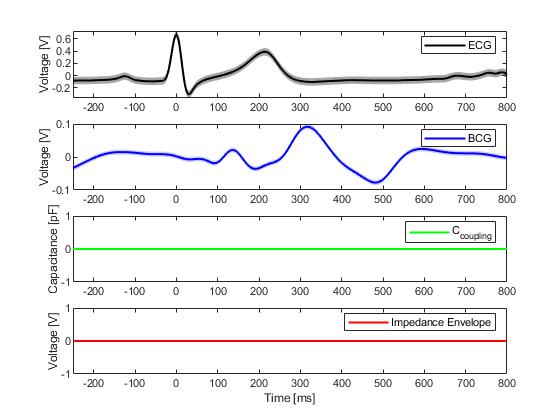 Voltage [V]
0.6
0.4
0.2
0
-0.2
ECG
-200 -100 0 100 200 300 400 500 600 700 800
Voltage [V]
0.1
0
-0.1
BCG
-200 -100 0 100 200 300 400 500 600 700 800
Capacitance [pF]
1
0
-1
Ccoupling
-200 -100 0 100 200 300 400 500 600 700 800
Voltage [V]
1
0
-1
Impedance Envelope
-200 -100 0 100 200 300 400 500 600 700 800
Time [ms]